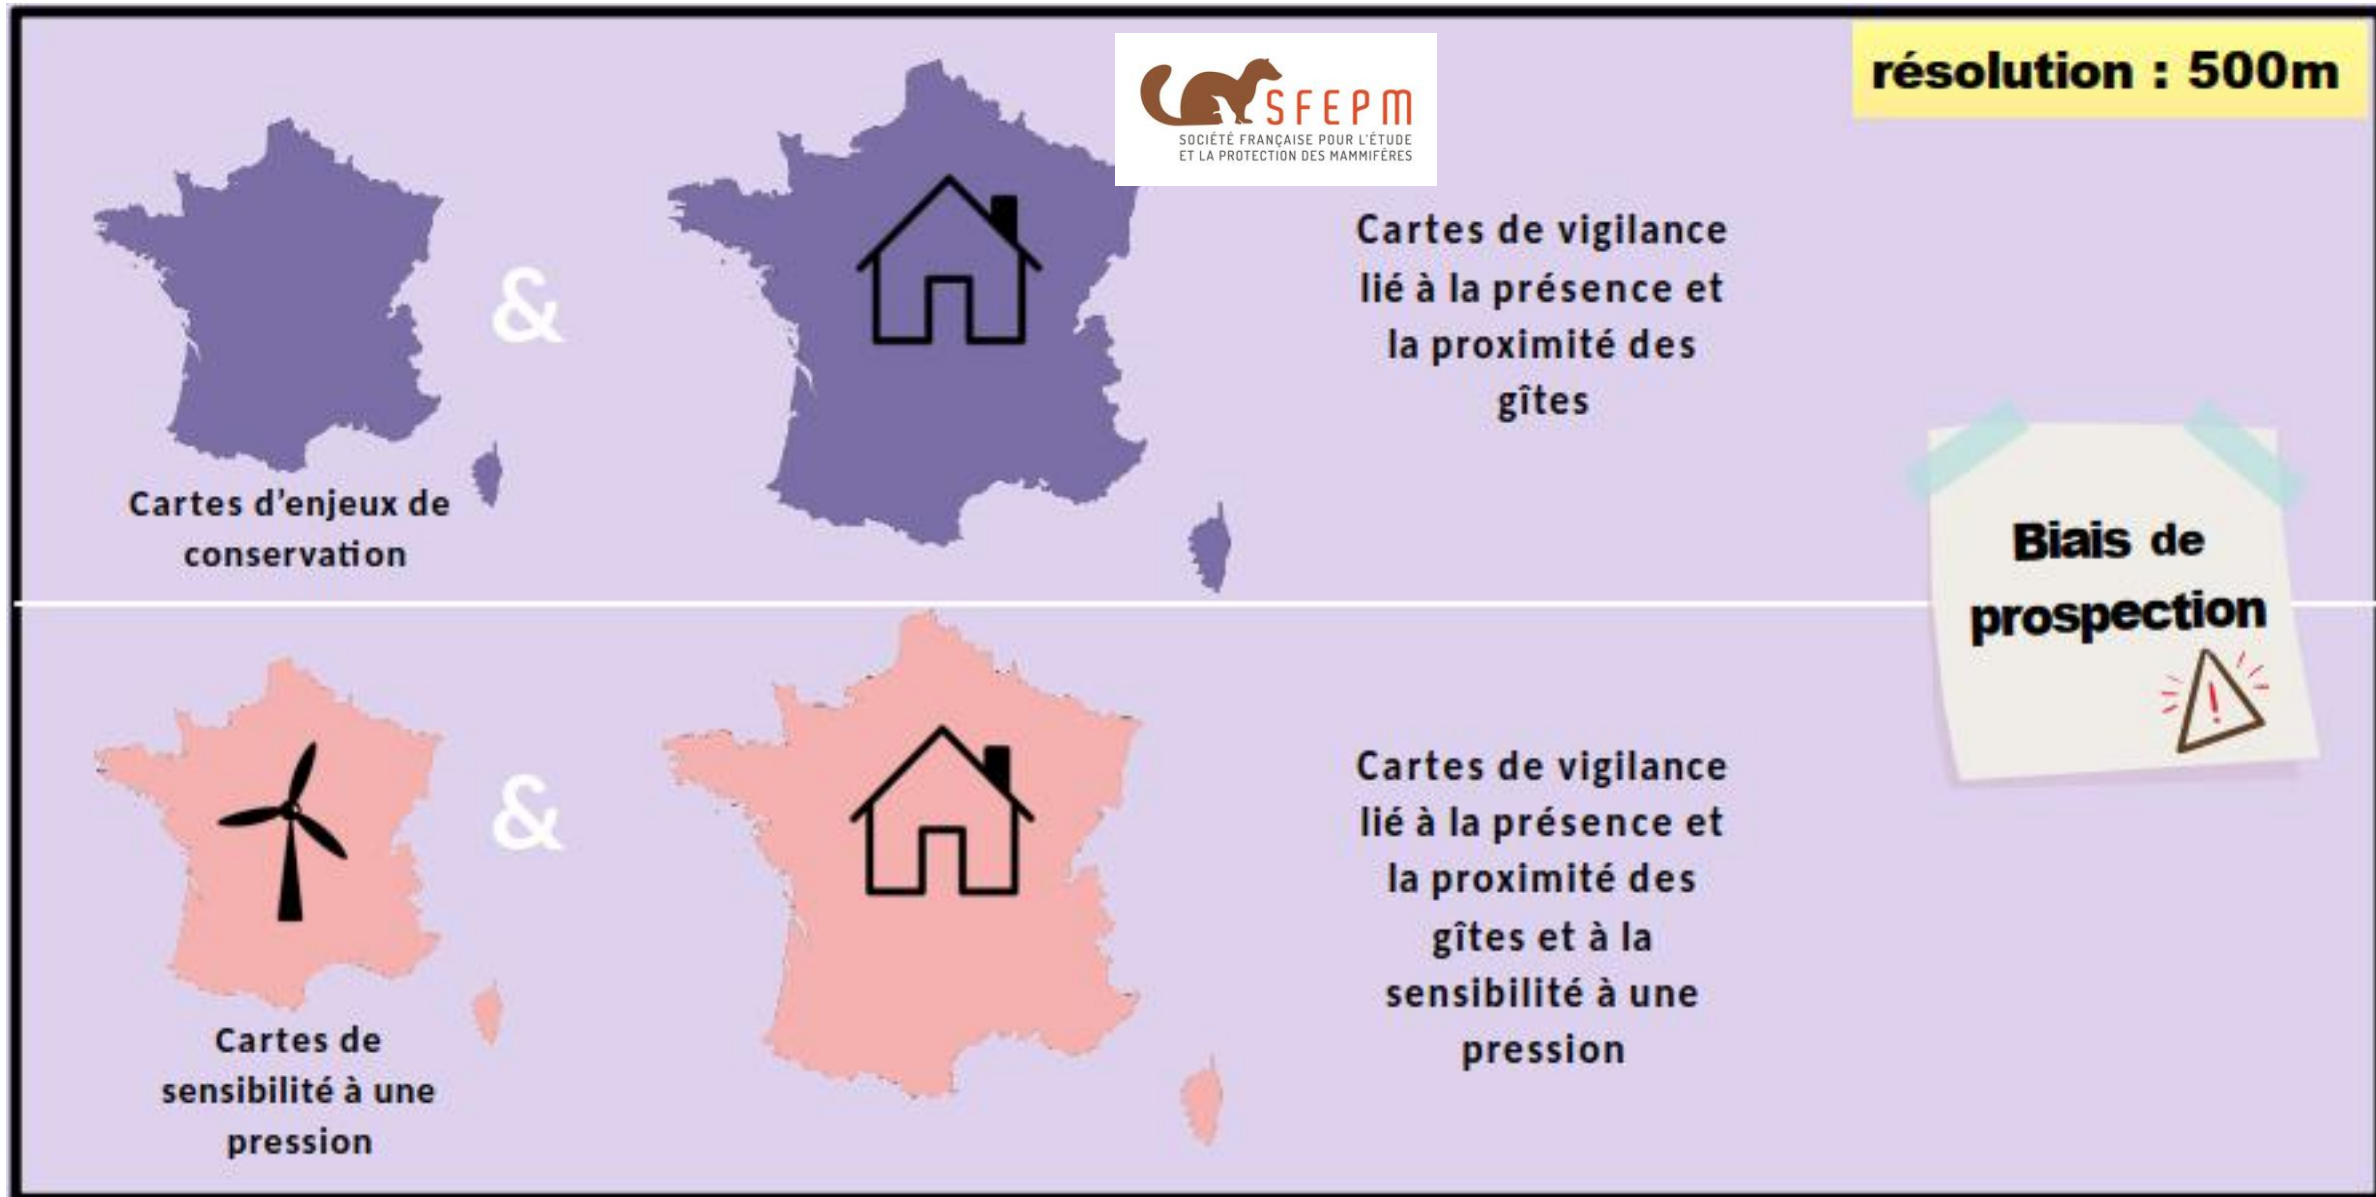 résolution : 500m
SFEPM
SOCIÉTÉ FRANÇAISE POUR L'ÉTUDE
ET LA PROTECTION DES MAMMIFÈRES
&
Cartes d'enjeux de
conservation
Cartes de vigilance
lié à la présence et
la proximité des
gîtes
Biais de
prospection
!
&
Cartes de
sensibilité à une
pression
Cartes de vigilance
lié à la présence et
la proximité des
gîtes et à la
sensibilité à une
pression